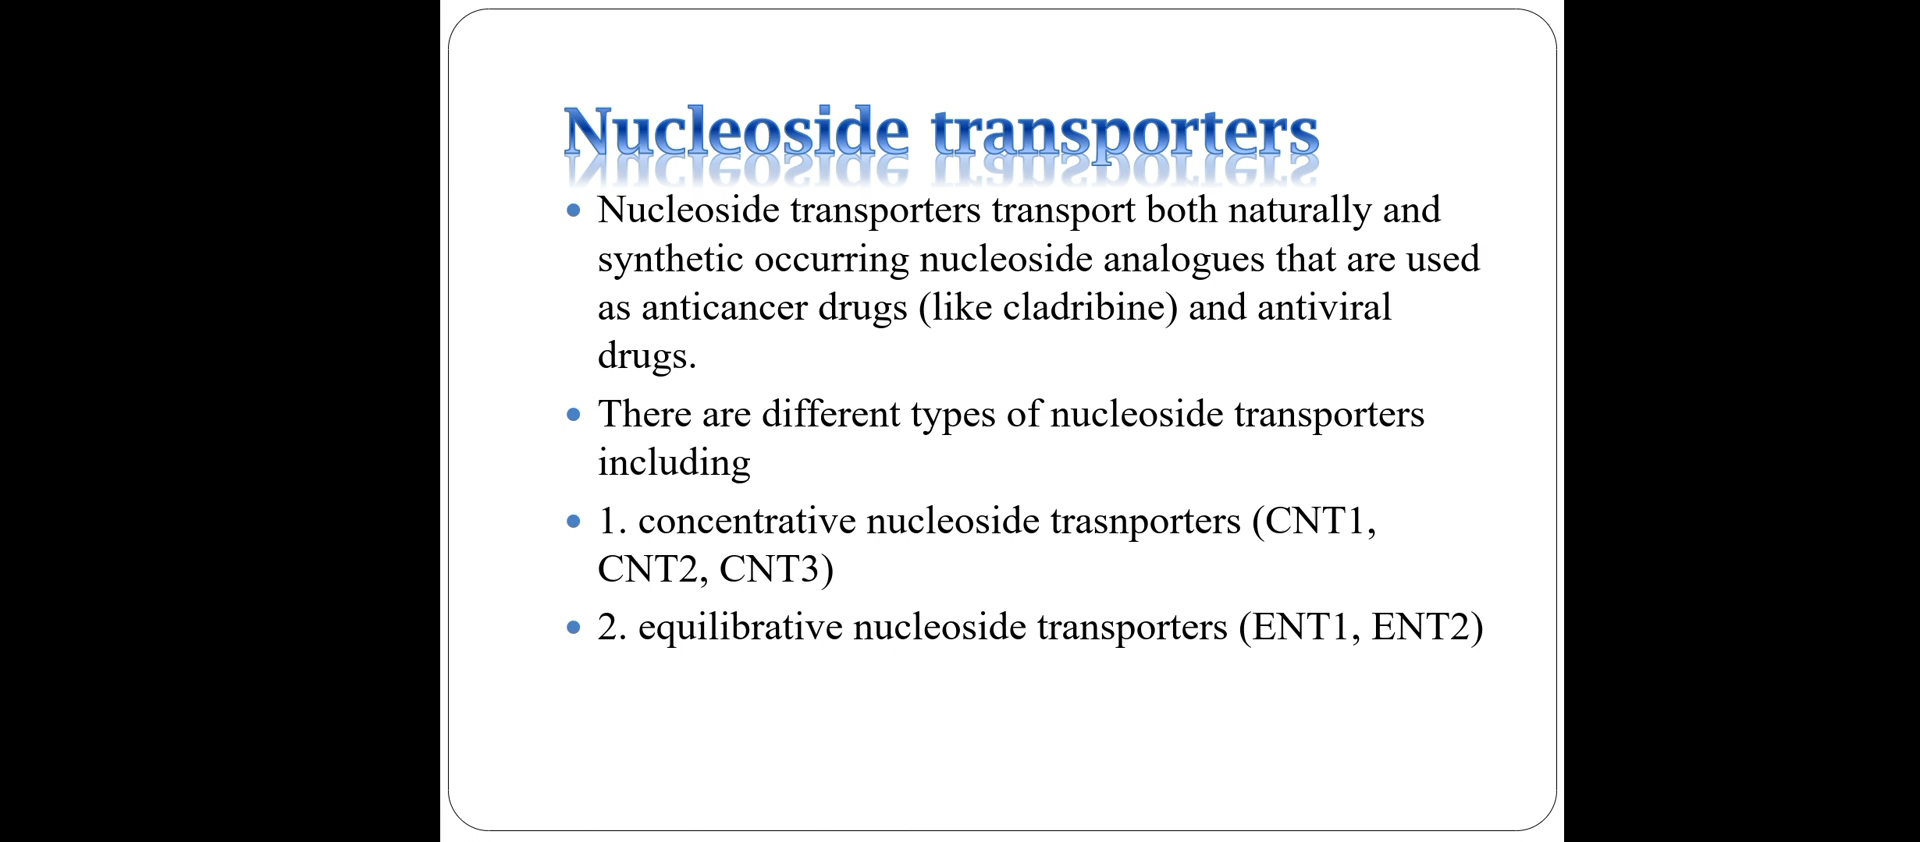 Nucleoside transporters
• Nucleoside transporters transport both naturally and
synthetic occurring nucleoside analogues that are used
as anticancer drugs (like cladribine) and antiviral
drugs.
• There are different types of nucleoside transporters
including
• 1. concentrative nucleoside trasnporters (CNT1,
CNT2, CNT3)
• 2. equilibrative nucleoside transporters (ENT1, ENT2)